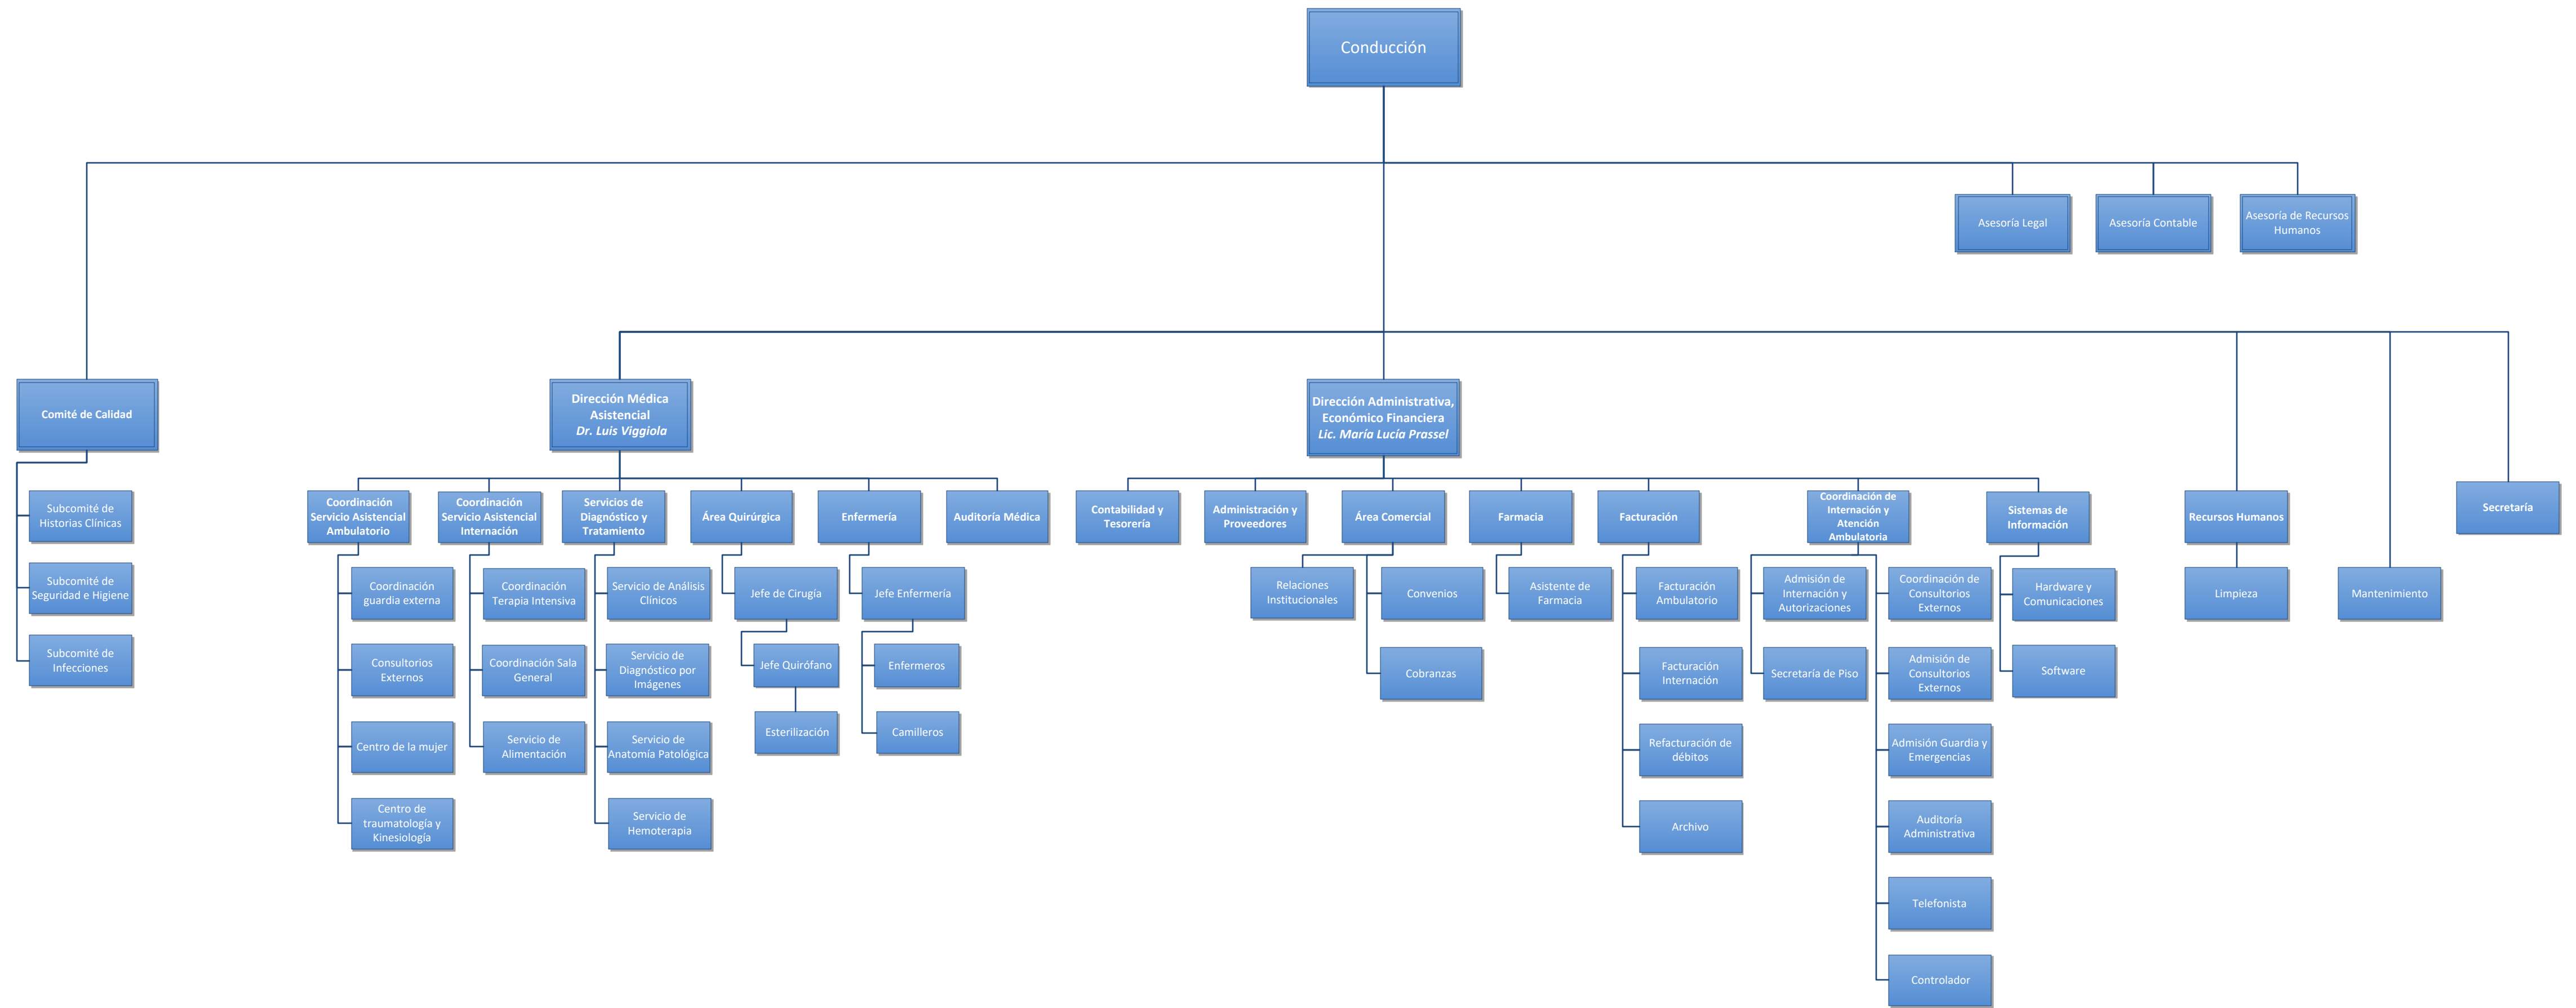 Conducción
Asesoría Legal
Asesoría Contable
Asesoría de Recursos
Humanos
Comité de Calidad
Dirección Médica
Asistencial
Dr. Luis Viggiola
Dirección Administrativa,
Económico Financiera
Lic. María Lucía Prassel
Subcomité de
Historias Clínicas
Subcomité de
Seguridad e Higiene
Subcomité de
Infecciones
Coordinación
Servicio Asistencial
Ambulatorio
Coordinación
guardia externa
Consultorios
Externos
Centro de la mujer
Centro de
traumatología y
Kinesiología
Coordinación
Servicio Asistencial
Internación
Coordinación
Terapia Intensiva
Coordinación Sala
General
Servicio de
Alimentación
Servicios de
Diagnóstico y
Tratamiento
Servicio de Análisis
Clínicos
Servicio de
Diagnóstico por
Imágenes
Servicio de
Anatomía Patológica
Servicio de
Hemoterapia
Área Quirúrgica
Jefe de Cirugía
Jefe Quirófano
Esterilización
Enfermería
Jefe Enfermería
Enfermeros
Camilleros
Auditoría Médica
Contabilidad y
Tesorería
Administración y
Proveedores
Área Comercial
Relaciones
Institucionales
Convenios
Cobranzas
Farmacia
Asistente de
Farmacia
Facturación
Facturación
Ambulatorio
Facturación
Internación
Refacturación de
débitos
Archivo
Coordinación de
Internación y
Atención
Ambulatoria
Admisión de
Internación y
Autorizaciones
Secretaría de Piso
Coordinación de
Consultorios
Externos
Admisión de
Consultorios
Externos
Admisión Guardia y
Emergencias
Auditoría
Administrativa
Telefonista
Controlador
Sistemas de
Información
Hardware y
Comunicaciones
Software
Recursos Humanos
Limpieza
Mantenimiento
Secretaría